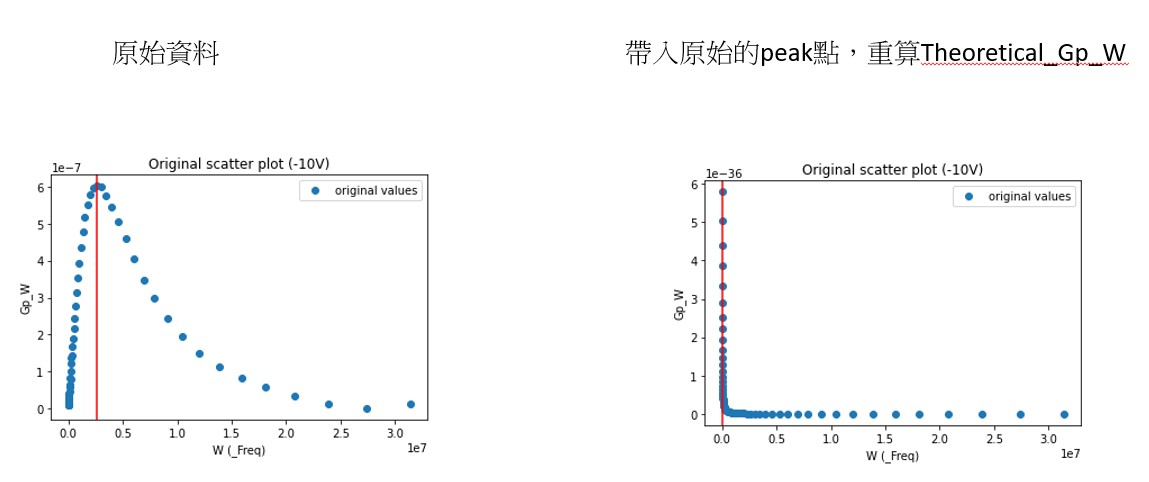 原始資料
帶入原始的peak點，重算Theoretical_Gp_W
Original scatter plot (-10V)
1e-7
original values
6
5
4
3
2
1
0
Gp_W
0.0 0.5 1.0 1.5 2.0 2.5 3.0
1e7
W (_Freq)
Original scatter plot (-10V)
1e-36
original values
6
5
4
3
2
1
0
Gp_W
0.0 0.5 1.0 1.5 2.0 2.5 3.0
1e7
W (_Freq)